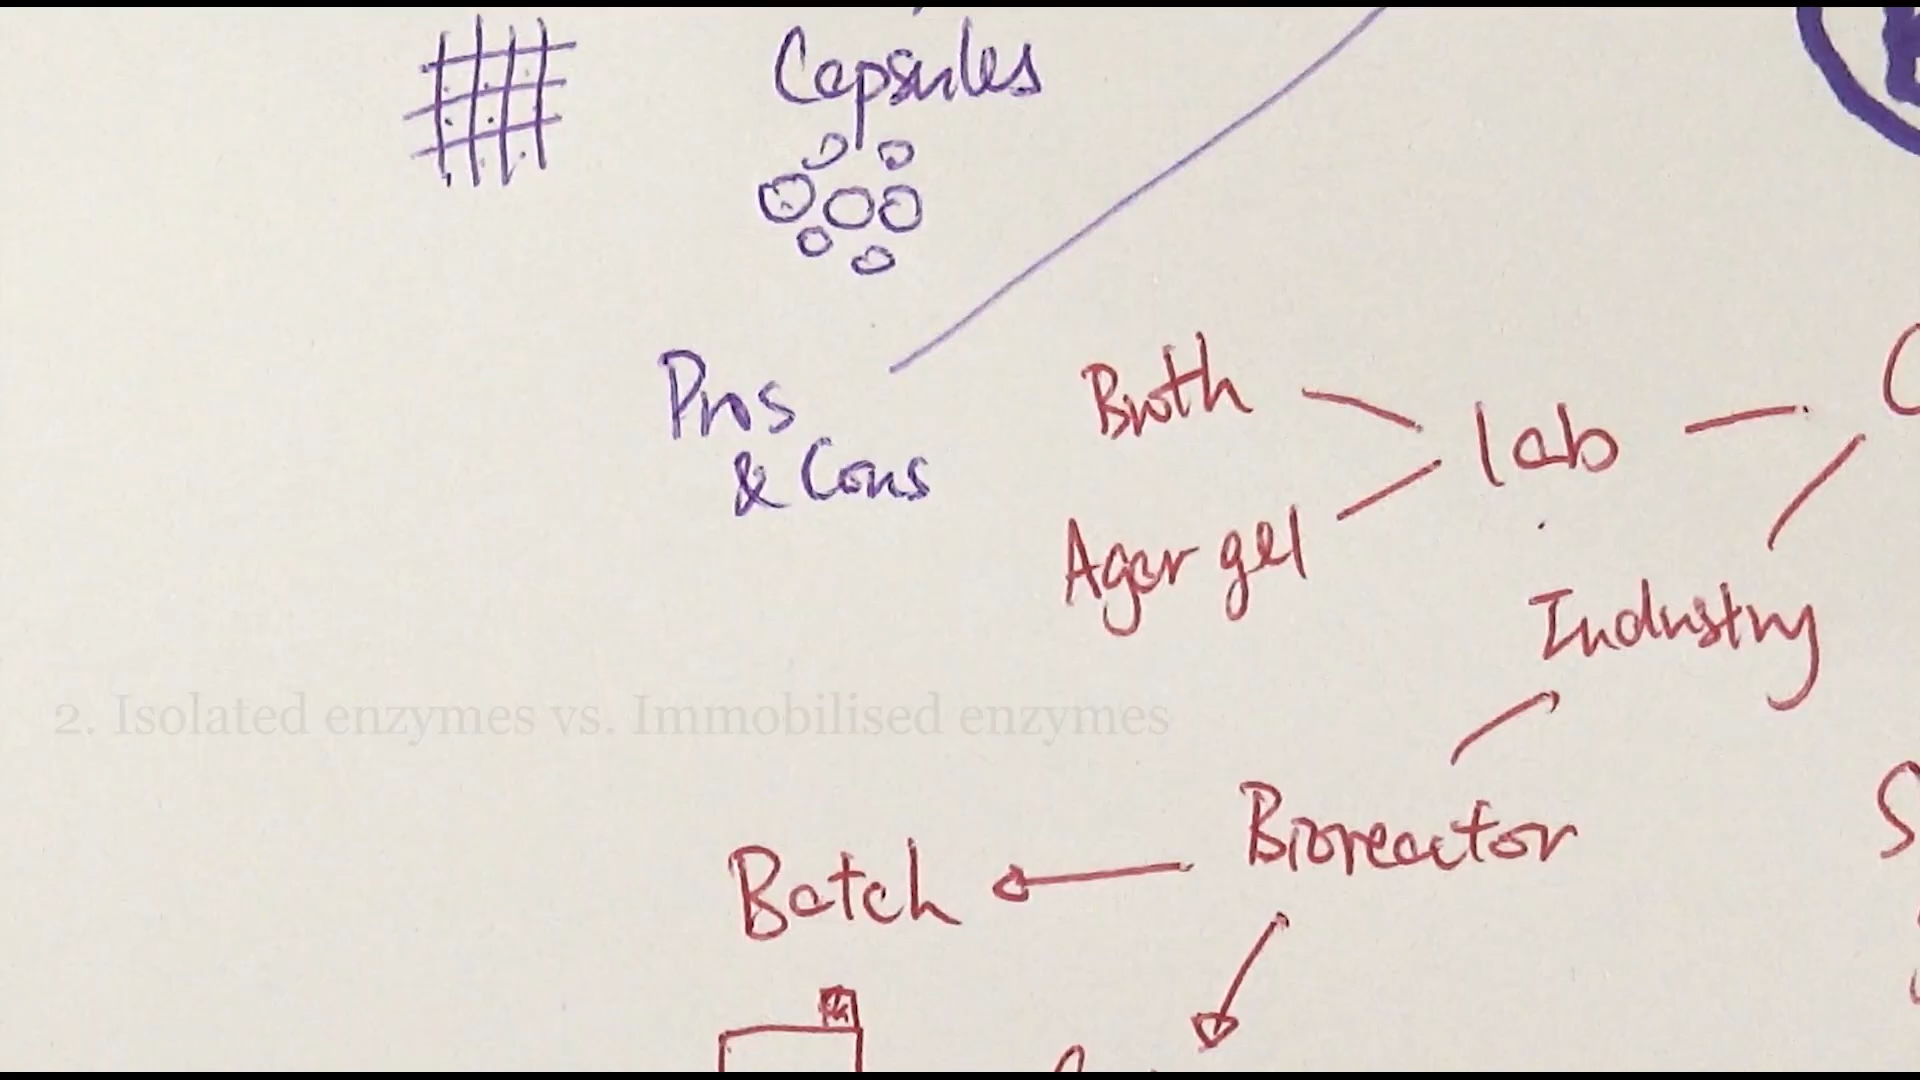 Capsules
Pros
& Cons
Broth
lab
Agar gel
Industry
2. Isolated enzymes vs. Immobilised enzymes
Bioreactor
Batch